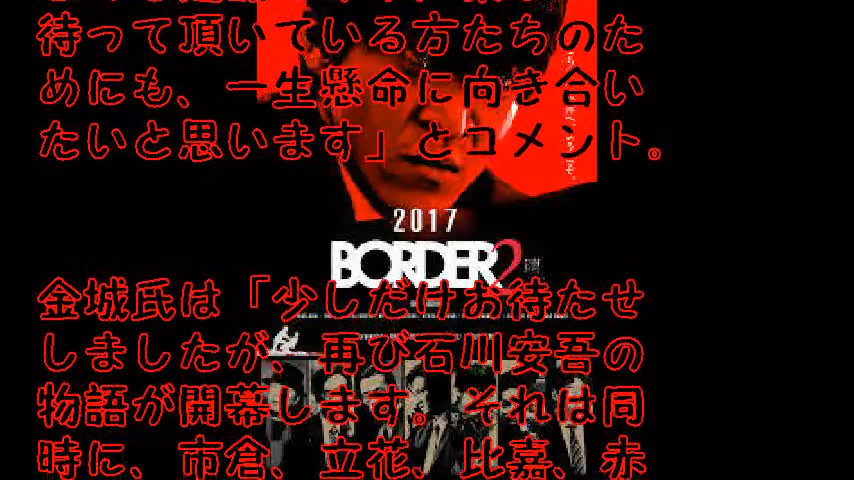 待って頂いている方たちのた
めにも、一生懸命に向き合い
たいと思います」とコメント。
2017
BORDER2
金城氏は「少しだけお待たせ
しましたが、再び石川安吾の
物語が開幕します。それは同
時に、市倉、立花、比嘉、赤